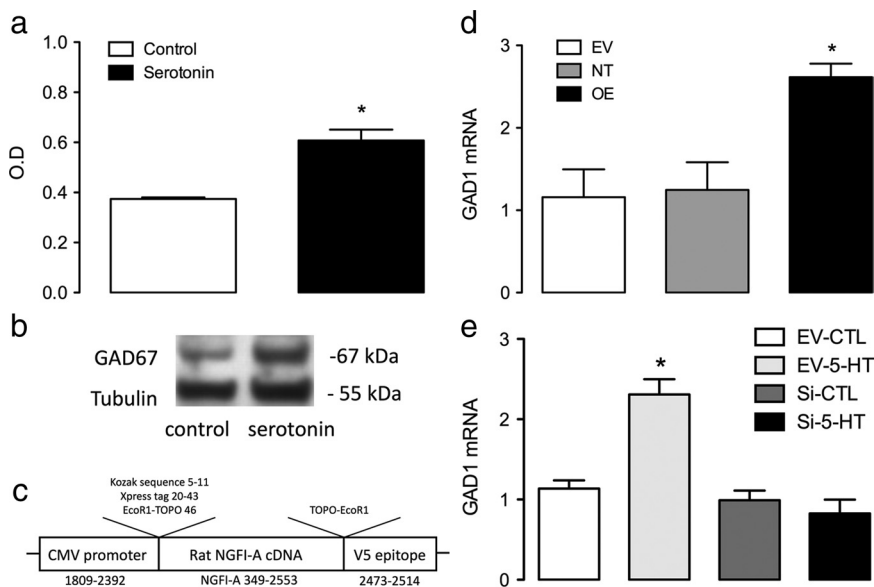 a
1.0
0.8
0.6
0.4
0.2
0.0
O.D
Control
Serotonin
*
b
GAD67
-67 kDa
Tubulin
- 55 kDa
control serotonin
c
Kozak sequence 5-11
Xpress tag 20-43
EcoR1-TOPO 46
TOPO-EcoR1
CMV promoter
Rat NGFI-A cDNA
V5 epitope
1809-2392
NGFI-A 349-2553
2473-2514
d
3
2
1
0
GAD1 mRNA
EV
NT
OE
*
e
3
2
1
0
GAD1 mRNA
EV-CTL
EV-5-HT
Si-CTL
Si-5-HT
*